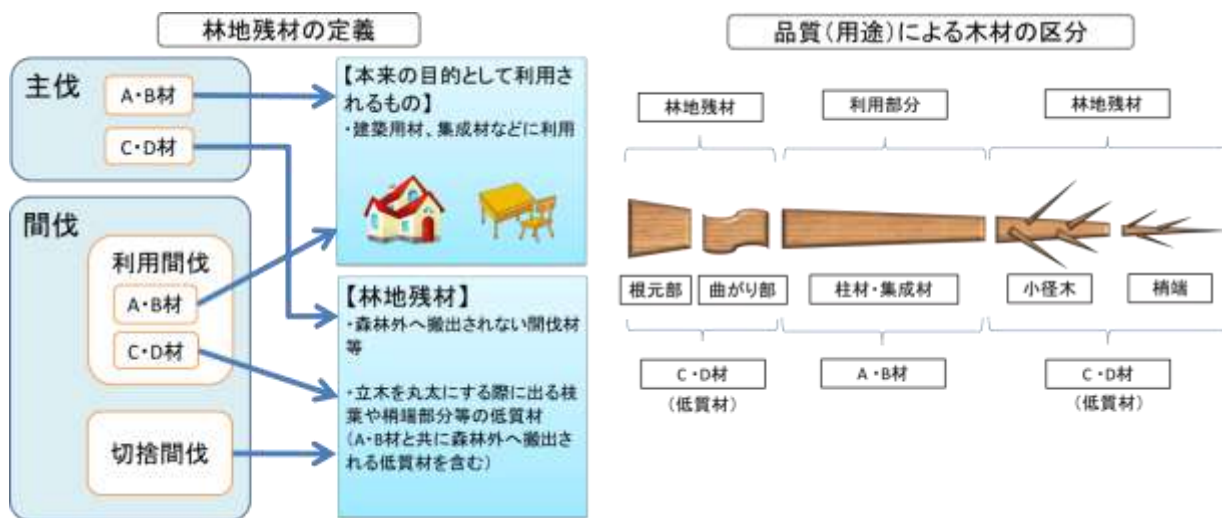 林地残材の定義
主伐
A・B材
C・D材
間伐
利用間伐
A・B材
C・D材
切捨間伐
【本来の目的として利用さ
れるもの】
・建築用材、集成材などに利用
【林地残材】
・森林外へ搬出されない間伐材
等
・立木を丸太にする際に出る枝
葉や梢端部分等の低質材
(A・B材と共に森林外へ搬出さ
れる低質材を含む)
品質(用途)による木材の区分
林地残材
利用部分
林地残材
根元部
曲がり部
柱材・集成材
小径木
梢端
C・D材
(低質材)
A・B材
C・D材
(低質材)